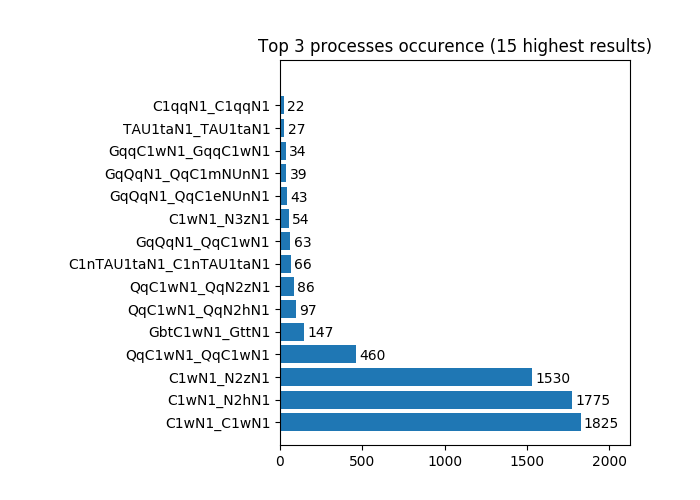 Top 3 processes occurence (15 highest results)
C1qqN1_C1qqN1 22
TAU1taN1_TAU1taN1 27
GqqC1wN1_GqqC1wN1 34
GqQqN1_QqC1mNUnN1 39
GqQqN1_QqC1eNUnN1 43
C1wN1_N3zN1 54
GqQqN1_QqC1wN1 63
C1nTAU1taN1_C1nTAU1taN1 66
QqC1wN1_QqN2zN1 86
QqC1wN1_QqN2hN1 97
GbtC1wN1_GttN1 147
QqC1wN1_QqC1wN1 460
C1wN1_N2zN1 1530
C1wN1_N2hN1 1775
C1wN1_C1wN1 1825
0 500 1000 1500 2000